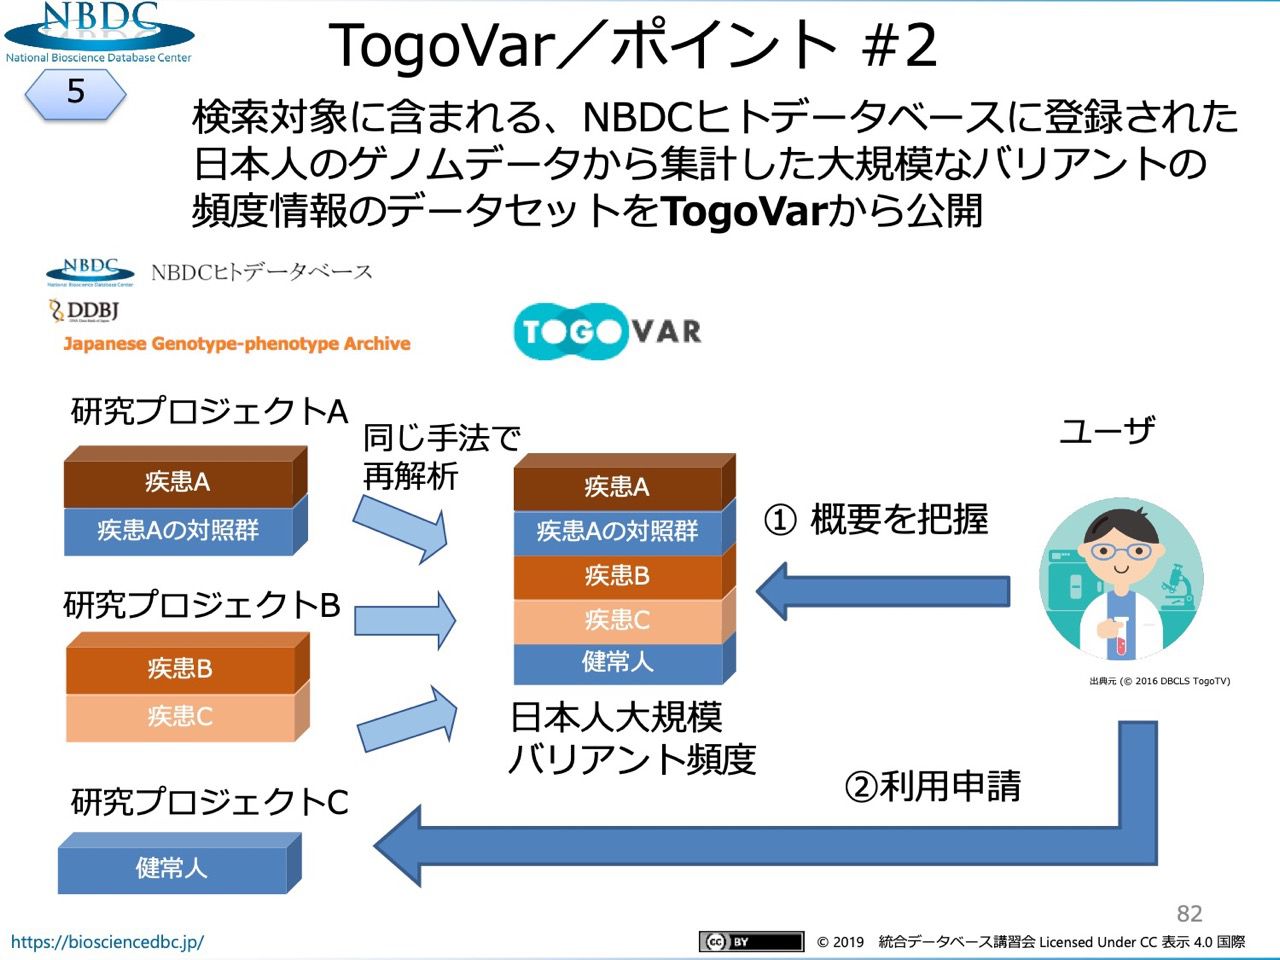 NBDC
National Bioscience Database Center
TogoVar／ポイント #2
5
検索対象に含まれる、NBDCヒトデータベースに登録された
日本人のゲノムデータから集計した大規模なバリアントの
頻度情報のデータセットをTogoVarから公開
NBDC
National Bioscience Database Center
NBDCヒトデータベース
DDBJ
Japanese Genotype-phenotype Archive
TOGO VAR
研究プロジェクトA
疾患A
疾患Aの対照群
同じ手法で
再解析
研究プロジェクトB
疾患B
疾患C
研究プロジェクトC
健常人
疾患A
疾患Aの対照群
疾患B
疾患C
健常人
日本人大規模
バリアント頻度
① 概要を把握
ユーザ
出典元 (© 2016 DBCLS TogoTV)
②利用申請
82
https://biosciencedbc.jp/
cc BY
© 2019 統合データベース講習会 Licensed Under CC 表示 4.0 国際